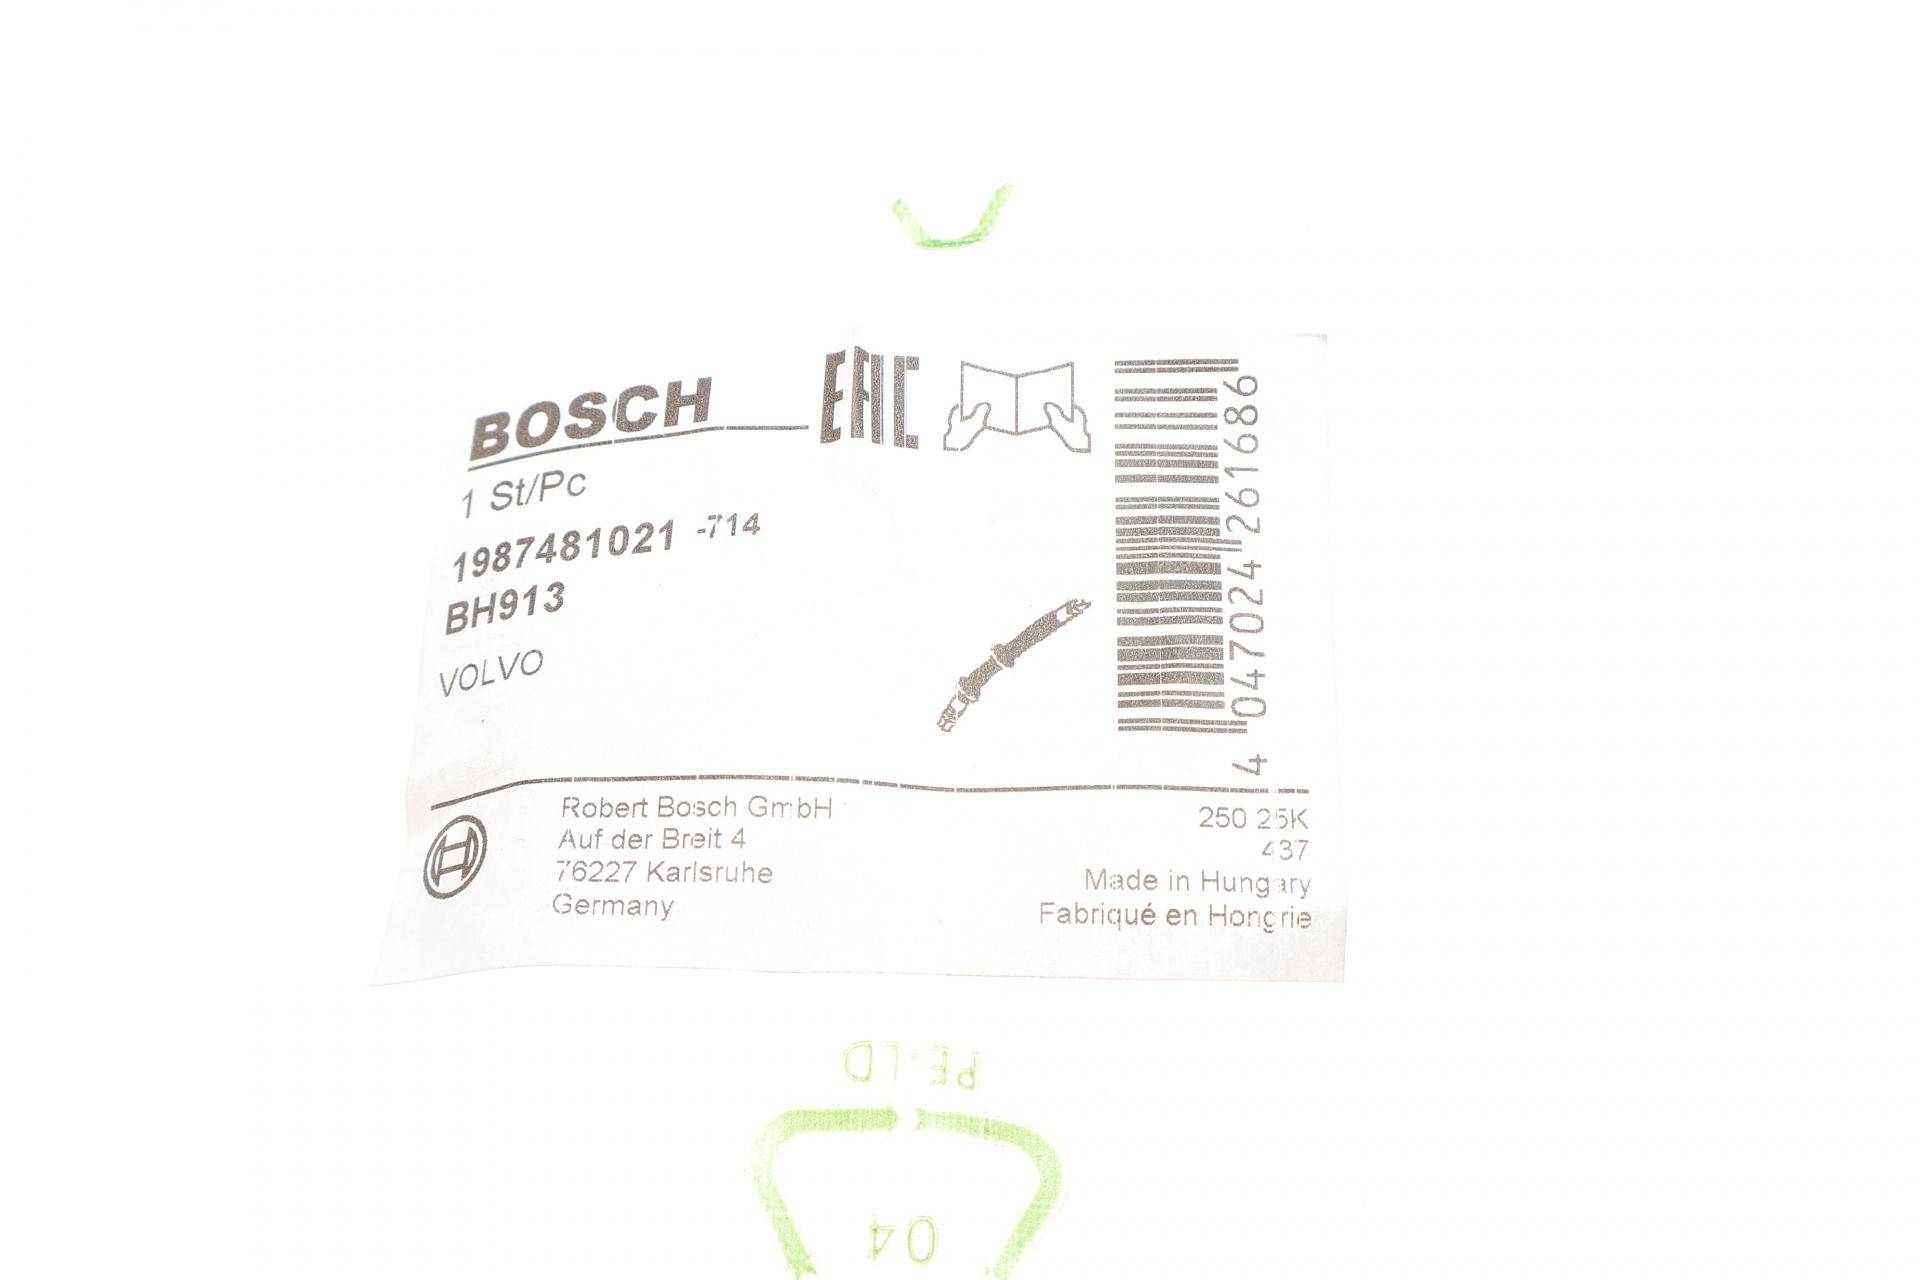 BOSCH EAC
1 St/Pc
1987481021 -714
BH913
VOLVO
4 047024 261686
Robert Bosch GmbH
Auf der Breit 4
76227 Karlsruhe
Germany
250 25K
437
Made in Hungary
Fabriqué en Hongrie
PE-LD
04